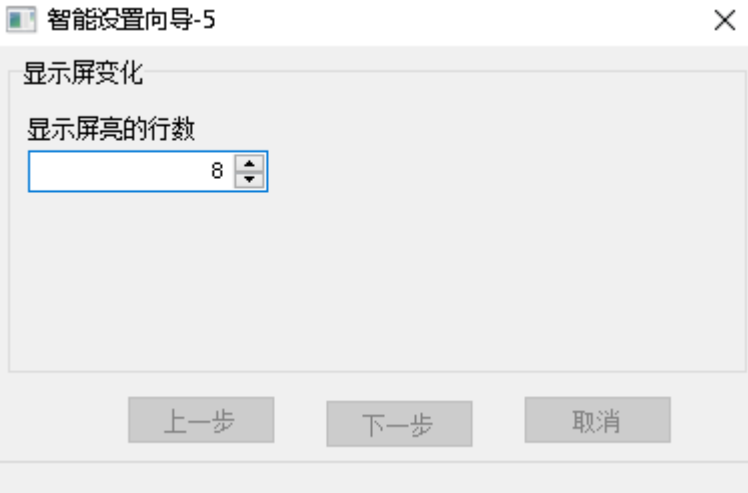 智能设置向导-5
显示屏变化
显示屏亮的行数
8
上一步 下一步 取消